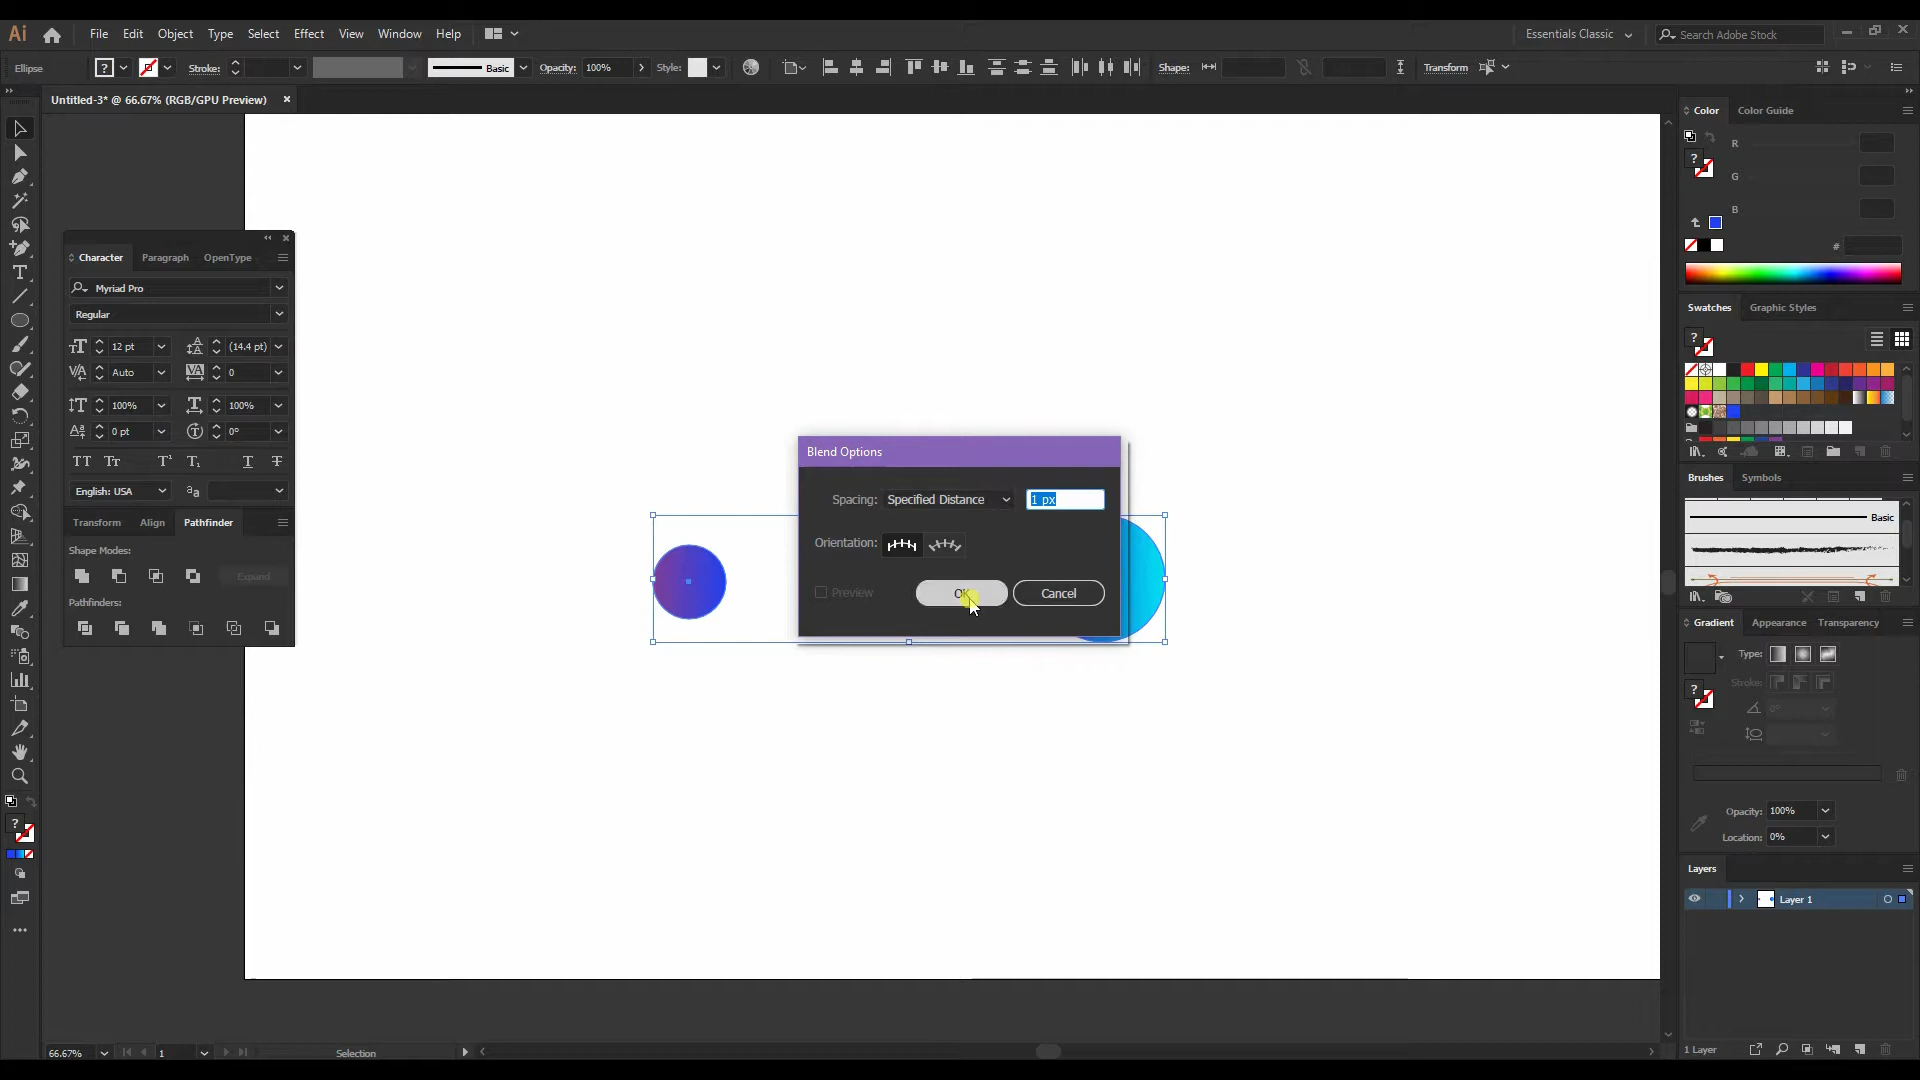 Ai File Edit Object Type Select Effect View Window Help Essentials Classic Search Adobe Stock
Ellipse Stroke: Basic Opacity: 100% Style: Shape: Transform
Untitled-3* @ 66.67% (RGB/GPU Preview) ×
Character Paragraph OpenType
Myriad Pro
Regular
12 pt (14.4 pt)
Auto 0
100% 100%
0 pt 0°
English: USA
Transform Align Pathfinder
Shape Modes:
Expand
Pathfinders:
Blend Options
Spacing: Specified Distance 1 px
Orientation:
Preview OK Cancel
Color Color Guide
R
G
B
#
Swatches Graphic Styles
Brushes Symbols
Basic
Gradient Appearance Transparency
Type:
Stroke:
0°
Opacity: 100%
Location: 0%
Layers
Layer 1
1 Layer
66.67% 1 Selection